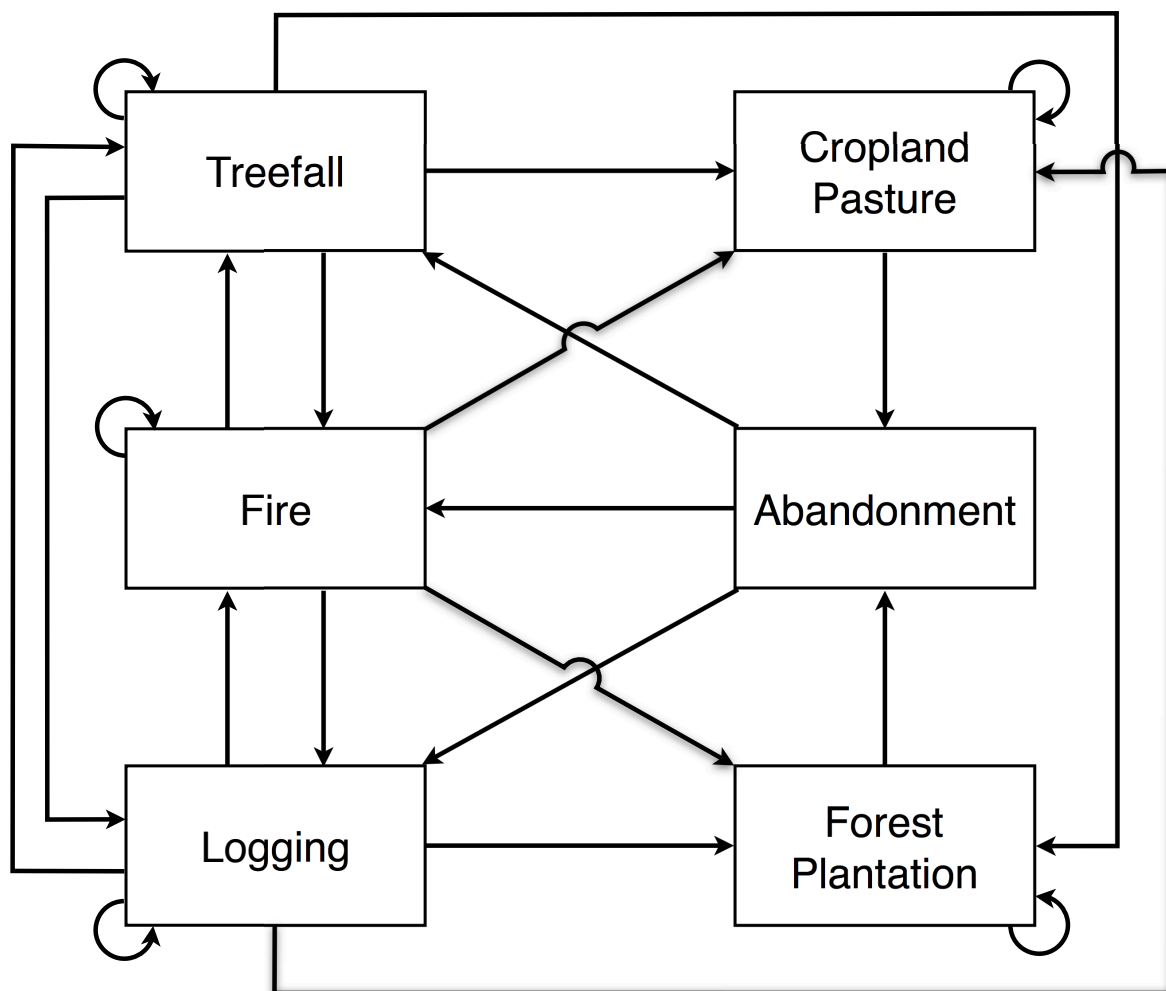 Treefall
Cropland
Pasture
Fire
Abandonment
Logging
Forest
Plantation